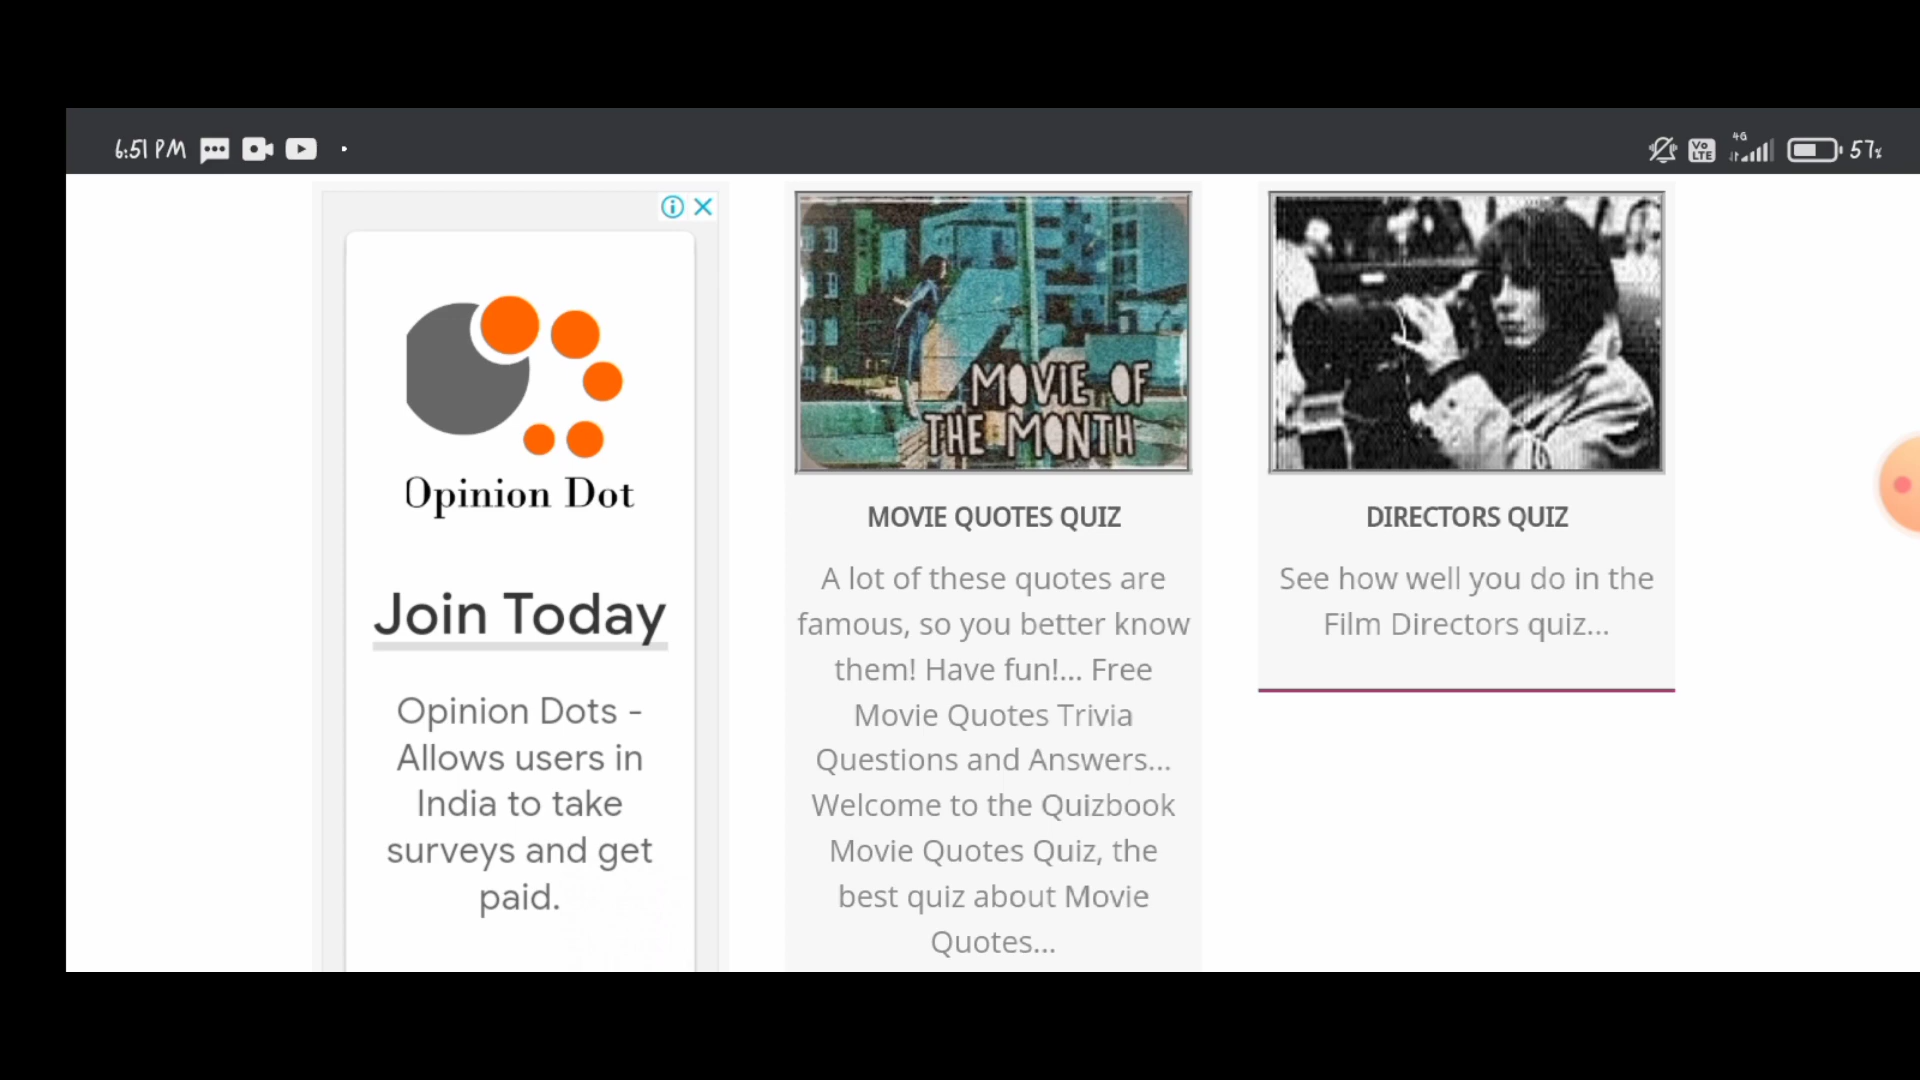 6:51 PM
4G
Vo
LTE
57%
Opinion Dot
Join Today
Opinion Dots -
Allows users in
India to take
surveys and get
paid.
MOVIE OF
THE MONTH
MOVIE QUOTES QUIZ
A lot of these quotes are
famous, so you better know
them! Have fun!... Free
Movie Quotes Trivia
Questions and Answers...
Welcome to the Quizbook
Movie Quotes Quiz, the
best quiz about Movie
Quotes...
DIRECTORS QUIZ
See how well you do in the
Film Directors quiz...